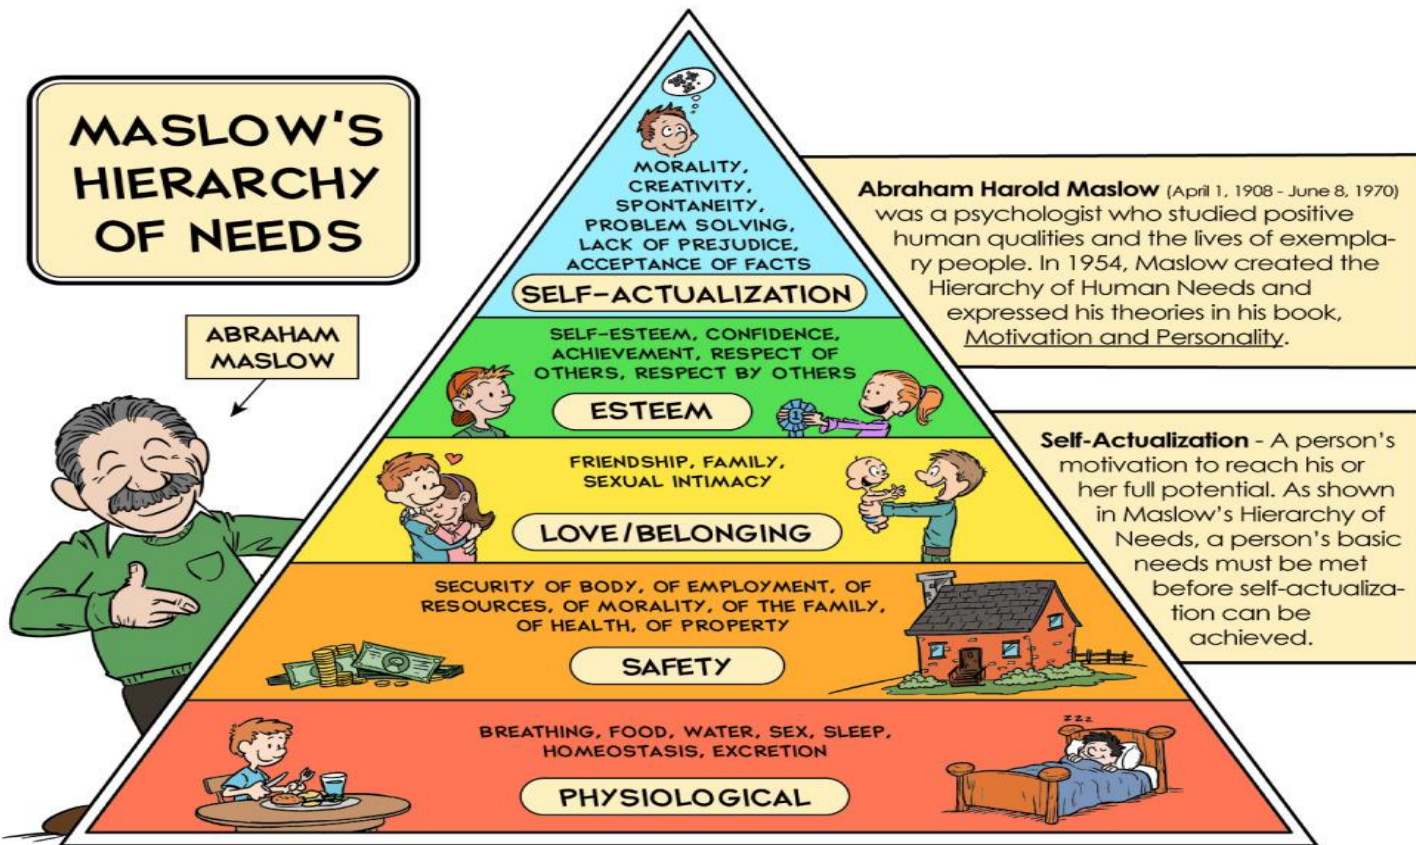 MASLOW'S
HIERARCHY
OF NEEDS
ABRAHAM
MASLOW
MORALITY,
CREATIVITY,
SPONTANEITY,
PROBLEM SOLVING,
LACK OF PREJUDICE,
ACCEPTANCE OF FACTS
SELF-ACTUALIZATION
SELF-ESTEEM, CONFIDENCE,
ACHIEVEMENT, RESPECT OF
OTHERS, RESPECT BY OTHERS
ESTEEM
1
FRIENDSHIP, FAMILY,
SEXUAL INTIMACY
LOVE/BELONGING
SECURITY OF BODY, OF EMPLOYMENT, OF
RESOURCES, OF MORALITY, OF THE FAMILY,
OF HEALTH, OF PROPERTY
SAFETY
BREATHING, FOOD, WATER, SEX, SLEEP,
HOMEOSTASIS, EXCRETION
PHYSIOLOGICAL
ZZZ
Abraham Harold Maslow (April 1, 1908 - June 8, 1970)
was a psychologist who studied positive
human qualities and the lives of exempla-
ry people. In 1954, Maslow created the
Hierarchy of Human Needs and
expressed his theories in his book,
Motivation and Personality.
Self-Actualization - A person's
motivation to reach his or
her full potential. As shown
in Maslow's Hierarchy of
Needs, a person's basic
needs must be met
before self-actualiza-
tion can be
achieved.